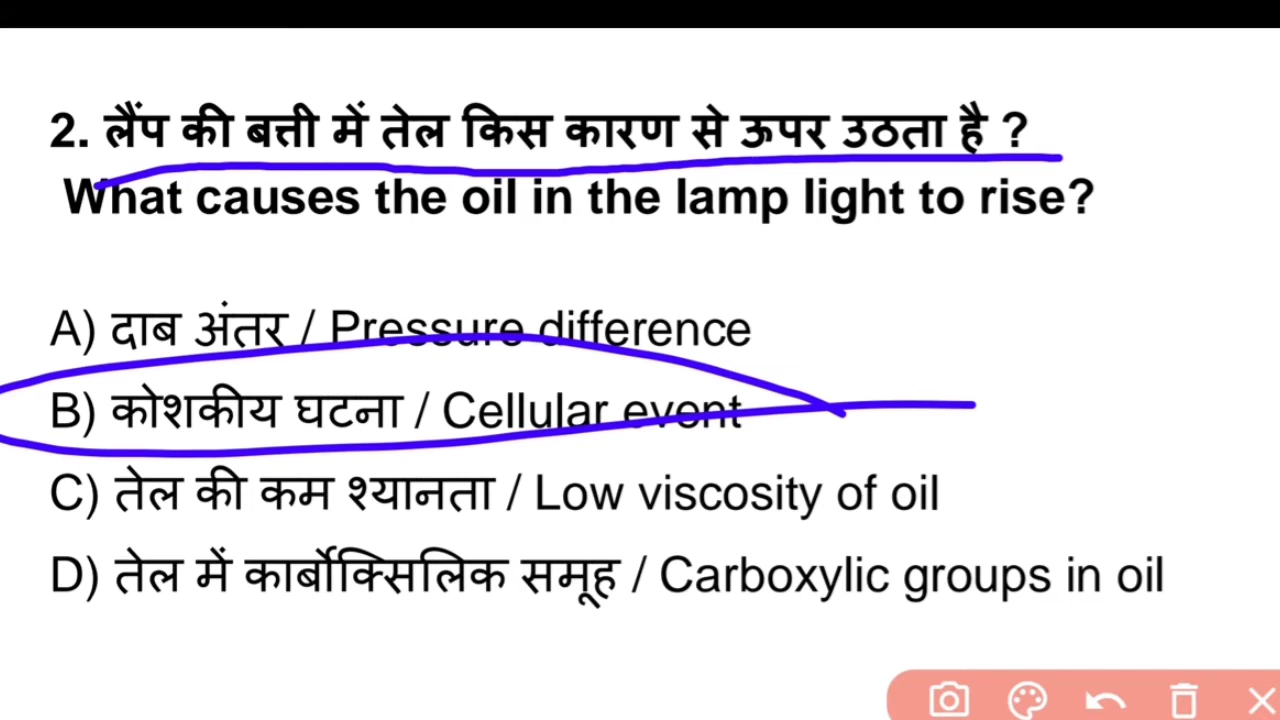 2. लैंप की बत्ती में तेल किस कारण से ऊपर उठता है ?
What causes the oil in the lamp light to rise?
A) दाब अंतर / Pressure difference
B) कोशकीय घटना / Cellular event
C) तेल की कम श्यानता / Low viscosity of oil
D) तेल में कार्बोक्सिलिक समूह / Carboxylic groups in oil